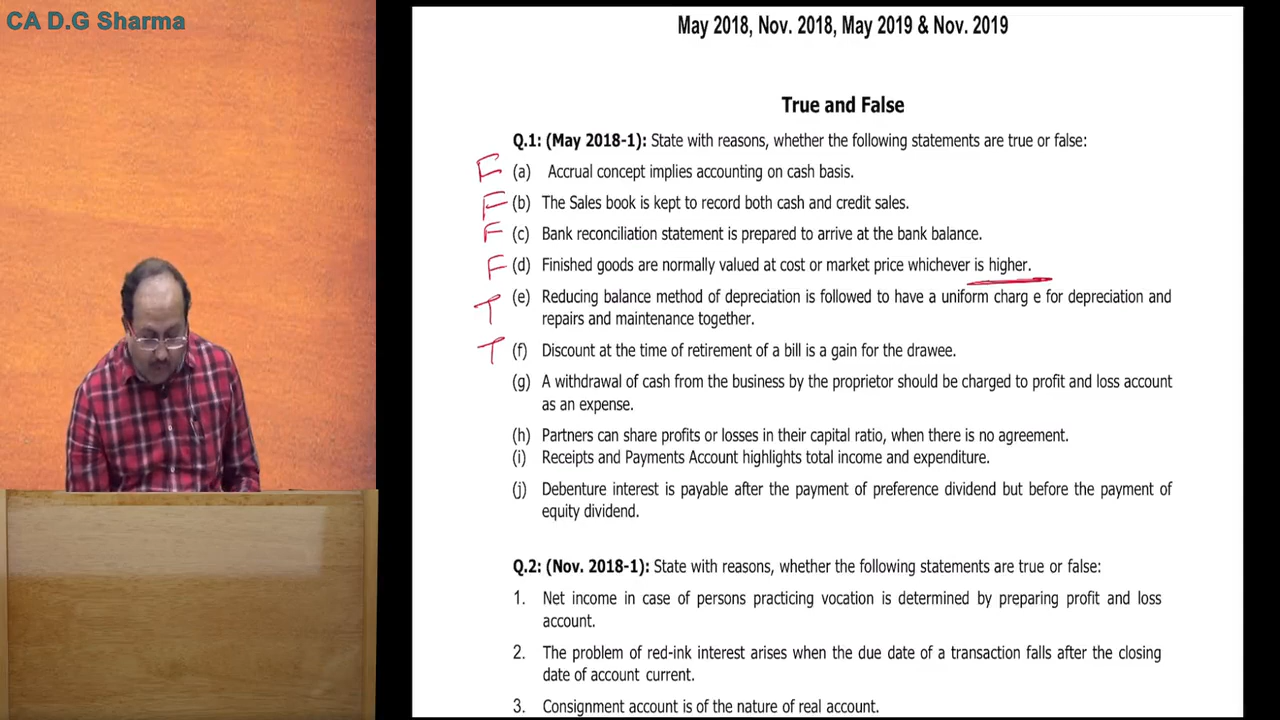 CA D.G Sharma
May 2018, Nov. 2018, May 2019 & Nov. 2019
True and False
Q.1: (May 2018-1): State with reasons, whether the following statements are true or false:
F (a) Accrual concept implies accounting on cash basis.
F (b) The Sales book is kept to record both cash and credit sales.
F (c) Bank reconciliation statement is prepared to arrive at the bank balance.
F (d) Finished goods are normally valued at cost or market price whichever is higher.
T (e) Reducing balance method of depreciation is followed to have a uniform charg e for depreciation and
repairs and maintenance together.
T (f) Discount at the time of retirement of a bill is a gain for the drawee.
(g) A withdrawal of cash from the business by the proprietor should be charged to profit and loss account
as an expense.
(h) Partners can share profits or losses in their capital ratio, when there is no agreement.
(i) Receipts and Payments Account highlights total income and expenditure.
(j) Debenture interest is payable after the payment of preference dividend but before the payment of
equity dividend.
Q.2: (Nov. 2018-1): State with reasons, whether the following statements are true or false:
1. Net income in case of persons practicing vocation is determined by preparing profit and loss
account.
2. The problem of red-ink interest arises when the due date of a transaction falls after the closing
date of account current.
3. Consignment account is of the nature of real account.